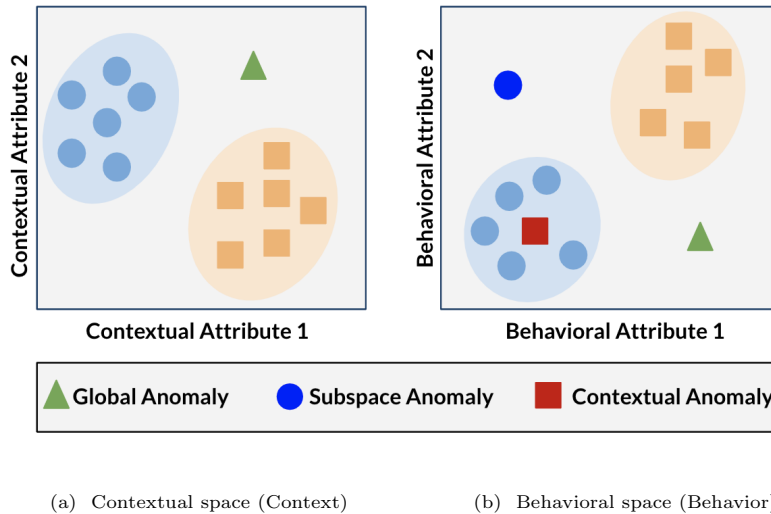 Contextual Attribute 2
Contextual Attribute 1
Behavioral Attribute 2
Behavioral Attribute 1
Global Anomaly
Subspace Anomaly
Contextual Anomaly
(a) Contextual space (Context)
(b) Behavioral space (Behavior)